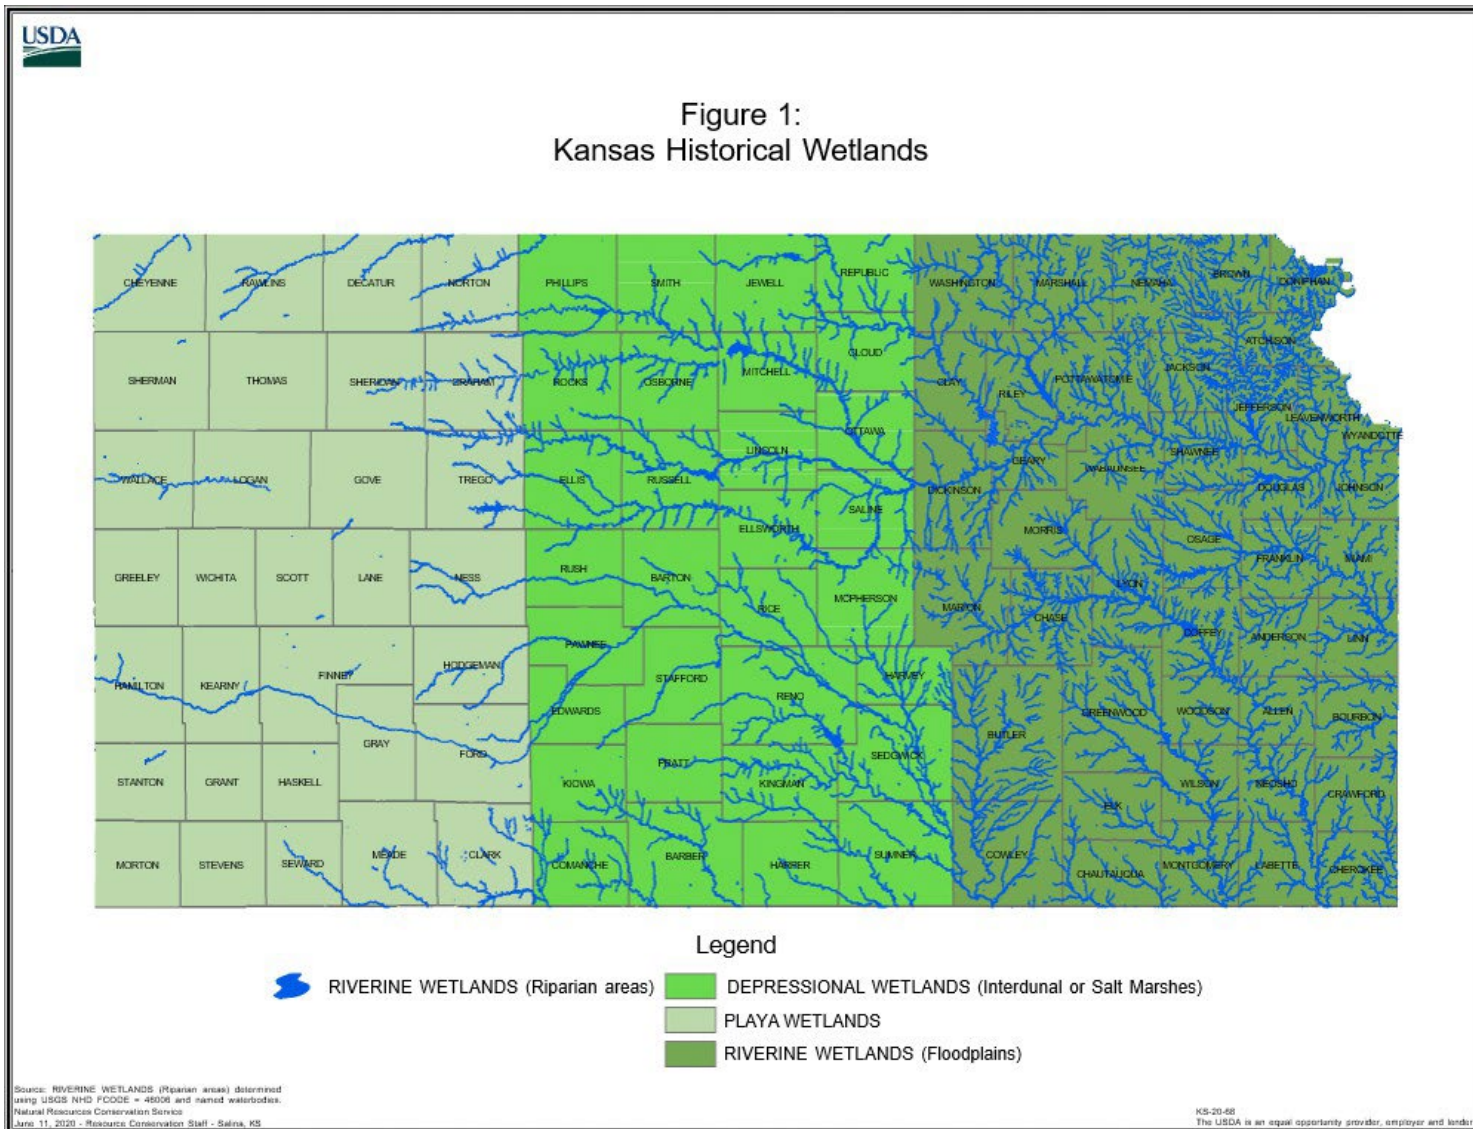 USDA
Figure 1:
Kansas Historical Wetlands
CHEYENNE RAWLINS DECATUR NORTON PHILLIPS SMITH JEWELL REPUBLIC WASHINGTON MARSHALL NEMAHA BROWN DONIPHAN
SHERMAN THOMAS SHERIDAN GRAHAM ROOKS OSBORNE MITCHELL CLOUD CLAY RILEY POTTAWATOMIE JACKSON ATCHISON
JEFFERSON LEAVENWORTH
WYANDOTTE
WALLACE LOGAN GOVE TREGO ELLIS RUSSELL LINCOLN OTTAWA DICKINSON GEARY WABAUNSEE SHAWNEE DOUGLAS JOHNSON
ELLSWORTH SALINE MORRIS OSAGE FRANKLIN MIAMI
GREELEY WICHITA SCOTT LANE NESS RUSH BARTON RICE MCPHERSON MARION CHASE LYON COFFEY ANDERSON LINN
HAMILTON KEARNY FINNEY HODGEMAN PAWNEE STAFFORD RENO HARVEY
GRAY FORD EDWARDS SEDGWICK BUTLER GREENWOOD WOODSON ALLEN BOURBON
STANTON GRANT HASKELL KIOWA PRATT KINGMAN ELK WILSON NEOSHO CRAWFORD
MORTON STEVENS SEWARD MEADE CLARK COMANCHE BARBER HARPER SUMNER COWLEY CHAUTAUQUA MONTGOMERY LABETTE CHEROKEE
Legend
RIVERINE WETLANDS (Riparian areas) DEPRESSIONAL WETLANDS (Interdunal or Salt Marshes)
PLAYA WETLANDS
RIVERINE WETLANDS (Floodplains)
Source: RIVERINE WETLANDS (Riparian areas) determined
using USGS NHD FCODE = 46006 and named waterbodies.
Natural Resources Conservation Service
June 11, 2020 - Resource Conservation Staff - Salina, KS
KS-20-68
The USDA is an equal opportunity provider, employer and lender